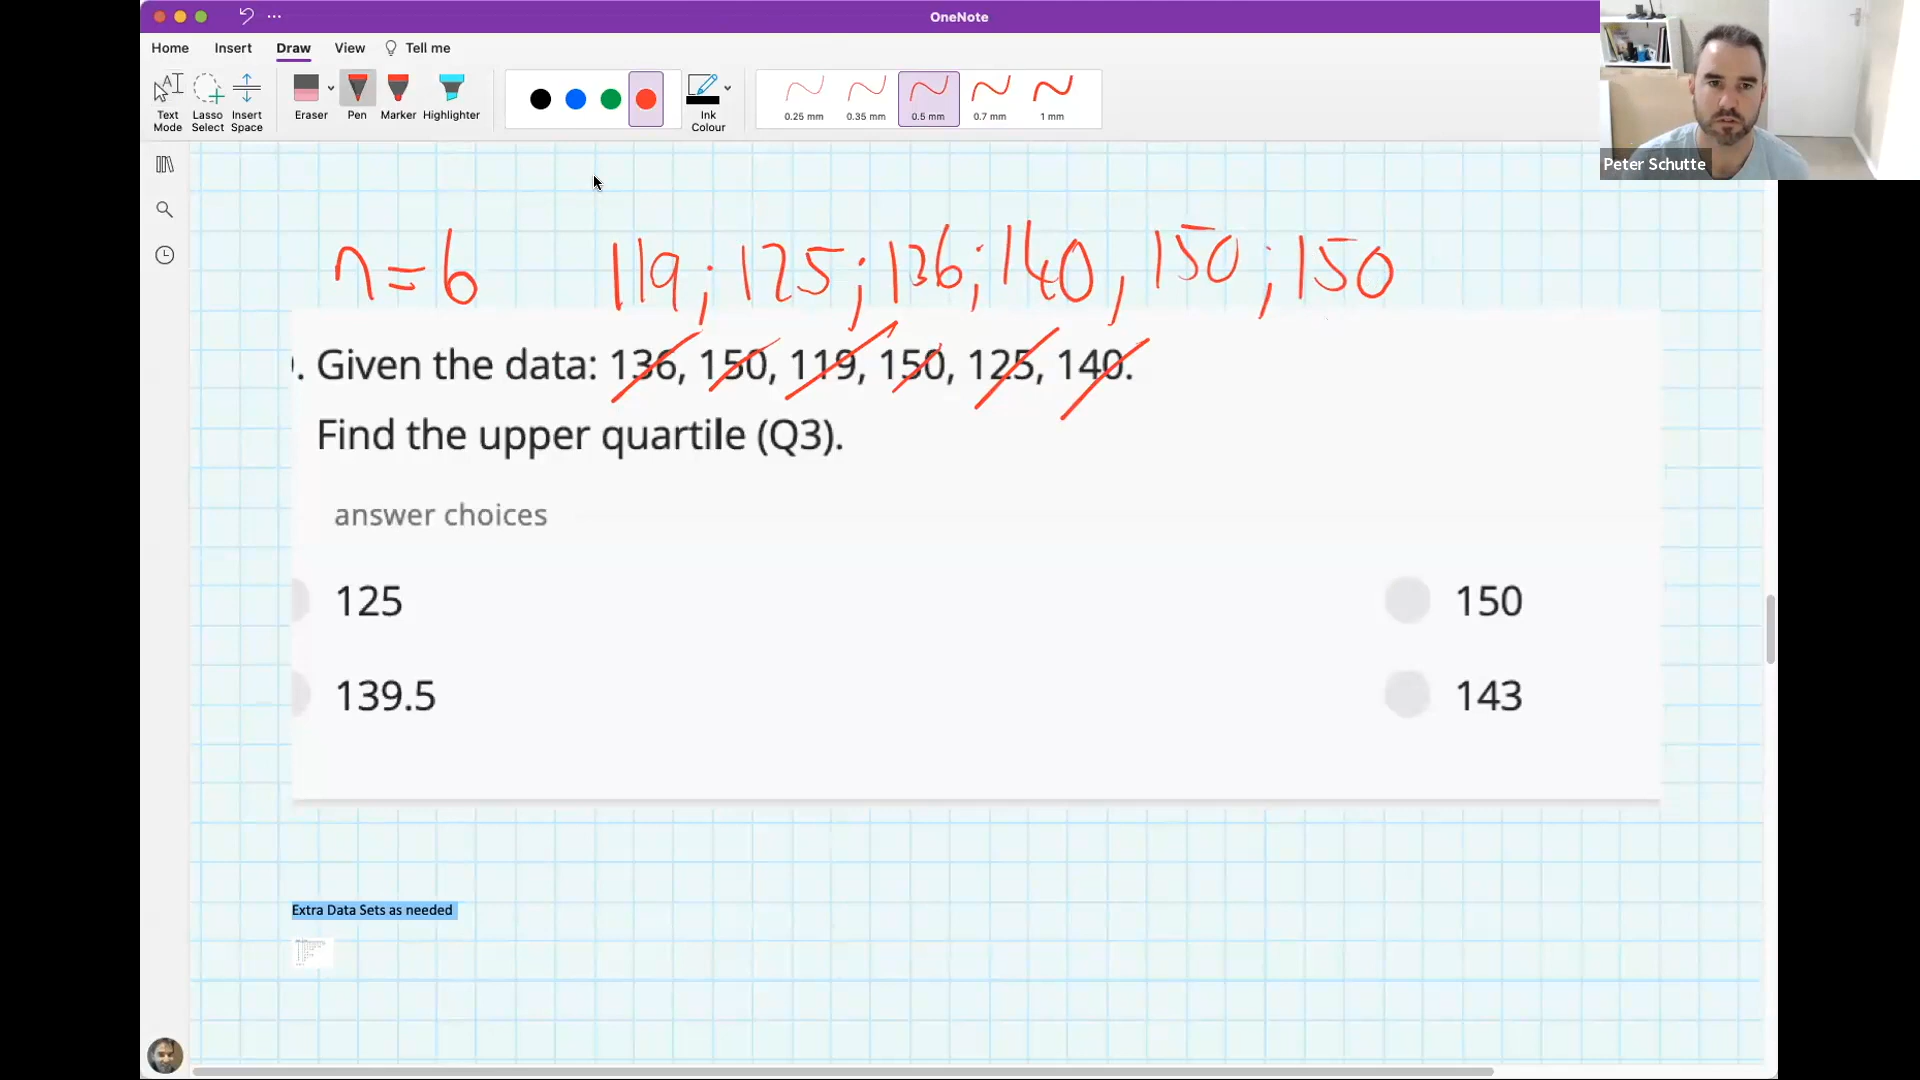 OneNote
Home Insert Draw View Tell me
Text Mode
Lasso Select
Insert Space
Eraser
Pen
Marker
Highlighter
Ink Colour
0.25 mm
0.35 mm
0.5 mm
0.7 mm
1 mm
Peter Schutte
n = 6 119; 125; 136; 140, 150; 150
. Given the data: 136, 150, 119, 150, 125, 140.
Find the upper quartile (Q3).
answer choices
125 150
139.5 143
Extra Data Sets as needed